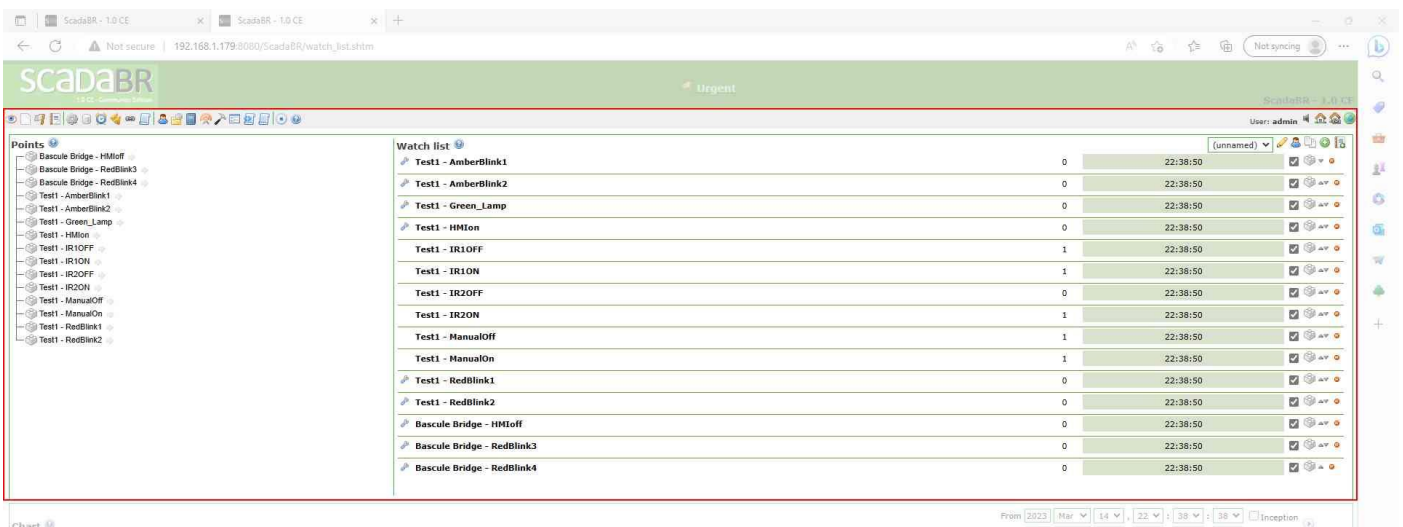 ScadaBR - 1.0 CE
ScadaBR - 1.0 CE
Not secure 192.168.1.179:8080/ScadaBR/watch_list.shtm
Not syncing
scadaBR
Urgent
ScadaBR - 1.0 CE
User: admin
Points
Bascule Bridge - HMIoff
Bascule Bridge - RedBlink3
Bascule Bridge - RedBlink4
Test1 - AmberBlink1
Test1 - AmberBlink2
Test1 - Green_Lamp
Test1 - HMIon
Test1 - IR1OFF
Test1 - IR1ON
Test1 - IR2OFF
Test1 - IR2ON
Test1 - ManualOff
Test1 - ManualOn
Test1 - RedBlink1
Test1 - RedBlink2
Watch list (unnamed)
Test1 - AmberBlink1 0 22:38:50
Test1 - AmberBlink2 0 22:38:50
Test1 - Green_Lamp 0 22:38:50
Test1 - HMIon 0 22:38:50
Test1 - IR1OFF 1 22:38:50
Test1 - IR1ON 1 22:38:50
Test1 - IR2OFF 0 22:38:50
Test1 - IR2ON 1 22:38:50
Test1 - ManualOff 1 22:38:50
Test1 - ManualOn 1 22:38:50
Test1 - RedBlink1 0 22:38:50
Test1 - RedBlink2 0 22:38:50
Bascule Bridge - HMIoff 0 22:38:50
Bascule Bridge - RedBlink3 0 22:38:50
Bascule Bridge - RedBlink4 0 22:38:50
From 2023 Mar 14 , 22 : 38 : 38 Inception
Chart